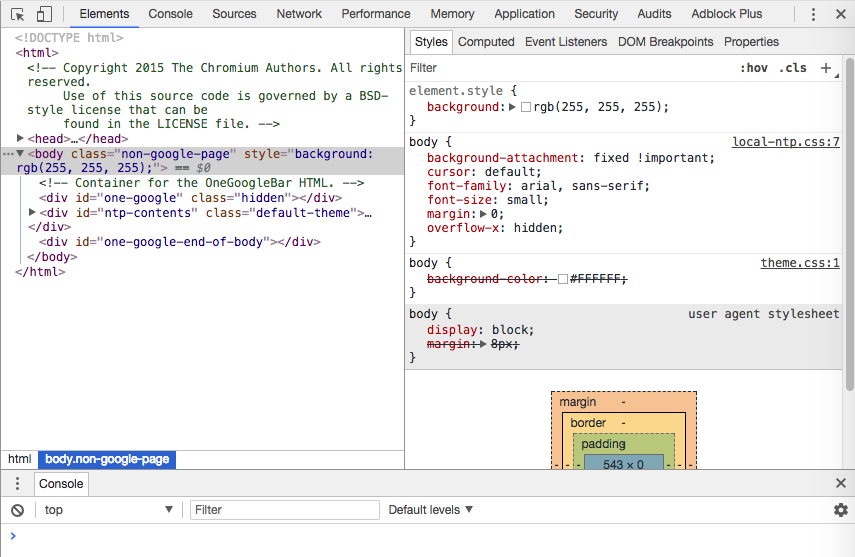 Elements Console Sources Network Performance Memory Application Security Audits Adblock Plus
<!DOCTYPE html>
<html>
<!-- Copyright 2015 The Chromium Authors. All rights
reserved.
Use of this source code is governed by a BSD-
style license that can be
found in the LICENSE file. -->
<head>…</head>
<body class="non-google-page" style="background:
rgb(255, 255, 255);"> == $0
<!-- Container for the OneGoogleBar HTML. -->
<div id="one-google" class="hidden"></div>
<div id="ntp-contents" class="default-theme">…
</div>
<div id="one-google-end-of-body"></div>
</body>
</html>
html body.non-google-page
Styles Computed Event Listeners DOM Breakpoints Properties
Filter :hov .cls +
element.style {
background: rgb(255, 255, 255);
}
body { local-ntp.css:7
background-attachment: fixed !important;
cursor: default;
font-family: arial, sans-serif;
font-size: small;
margin: 0;
overflow-x: hidden;
}
body { theme.css:1
background-color: #FFFFFF;
}
body { user agent stylesheet
display: block;
margin: 8px;
}
margin -
border -
padding -
- - - 543 × 0 - - -
Console
top Filter Default levels